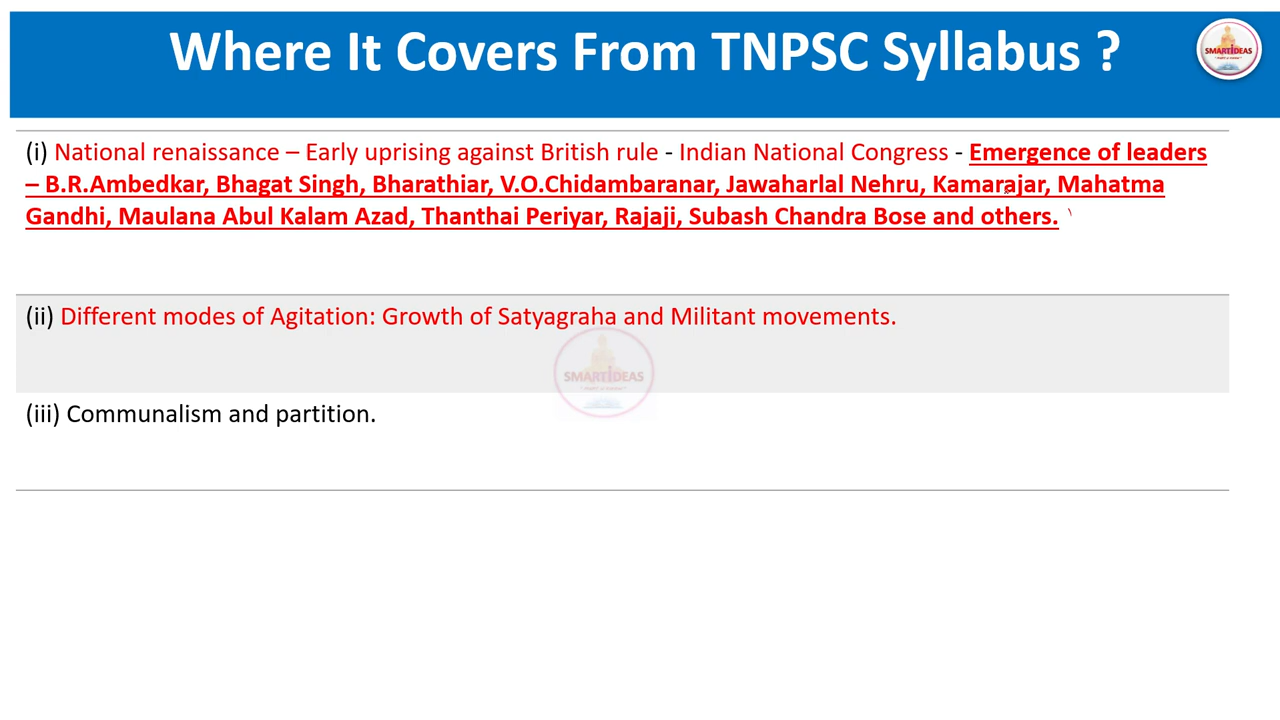 Where It Covers From TNPSC Syllabus ?
SMARTIDEAS
(i) National renaissance – Early uprising against British rule - Indian National Congress - Emergence of leaders
– B.R.Ambedkar, Bhagat Singh, Bharathiar, V.O.Chidambaranar, Jawaharlal Nehru, Kamarajar, Mahatma
Gandhi, Maulana Abul Kalam Azad, Thanthai Periyar, Rajaji, Subash Chandra Bose and others.
(ii) Different modes of Agitation: Growth of Satyagraha and Militant movements.
SMARTIDEAS
(iii) Communalism and partition.